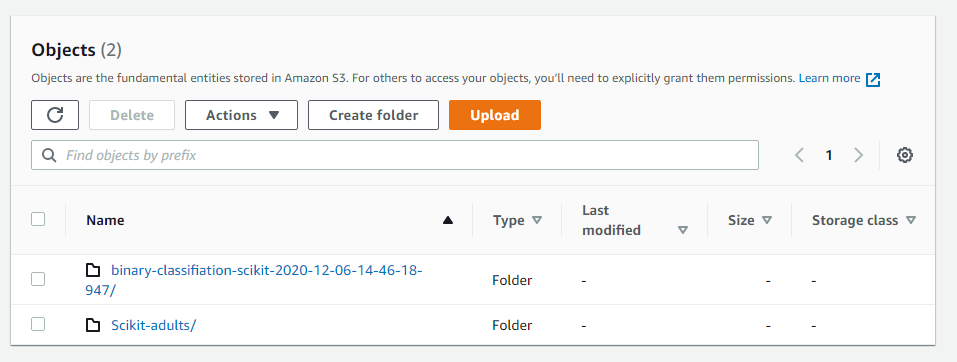 Objects (2)
Objects are the fundamental entities stored in Amazon S3. For others to access your objects, you'll need to explicitly grant them permissions. Learn more
Delete Actions Create folder Upload
Find objects by prefix 1
Name Type Last modified Size Storage class
binary-classifiation-scikit-2020-12-06-14-46-18-
947/ Folder - - -
Scikit-adults/ Folder - - -